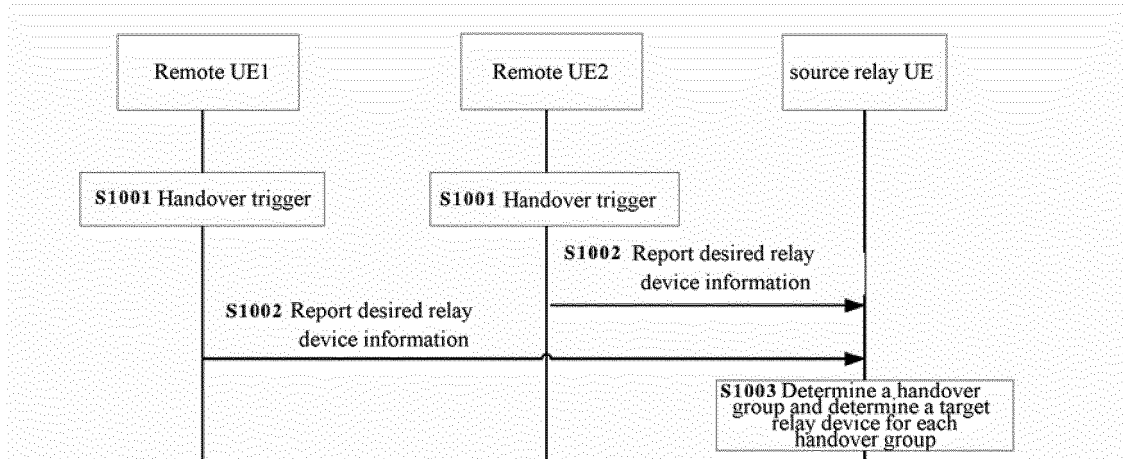 Remote UE1
Remote UE2
source relay UE
S1001 Handover trigger
S1001 Handover trigger
S1002 Report desired relay
device information
S1002 Report desired relay
device information
S1003 Determine a handover
group and determine a target
relay device for each
handover group